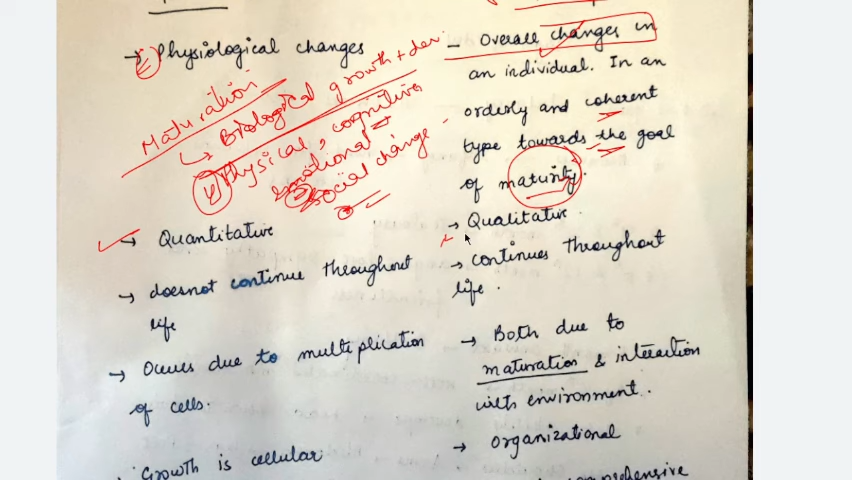 → Physiological changes
Maturation
↳ Biological growth + dev
Physical, cognitive
emotional
social change
→ Quantitative
→ doesnot continue throughout
life
→ Occurs due to multiplication
of cells.
Growth is cellular
- Overall changes in
an individual. In an
orderly and coherent
type towards the goal
of maturity.
→ Qualitative.
→ continues throughout
life.
→ Both due to
maturation & interaction
with environment.
→ organizational
comprehensive